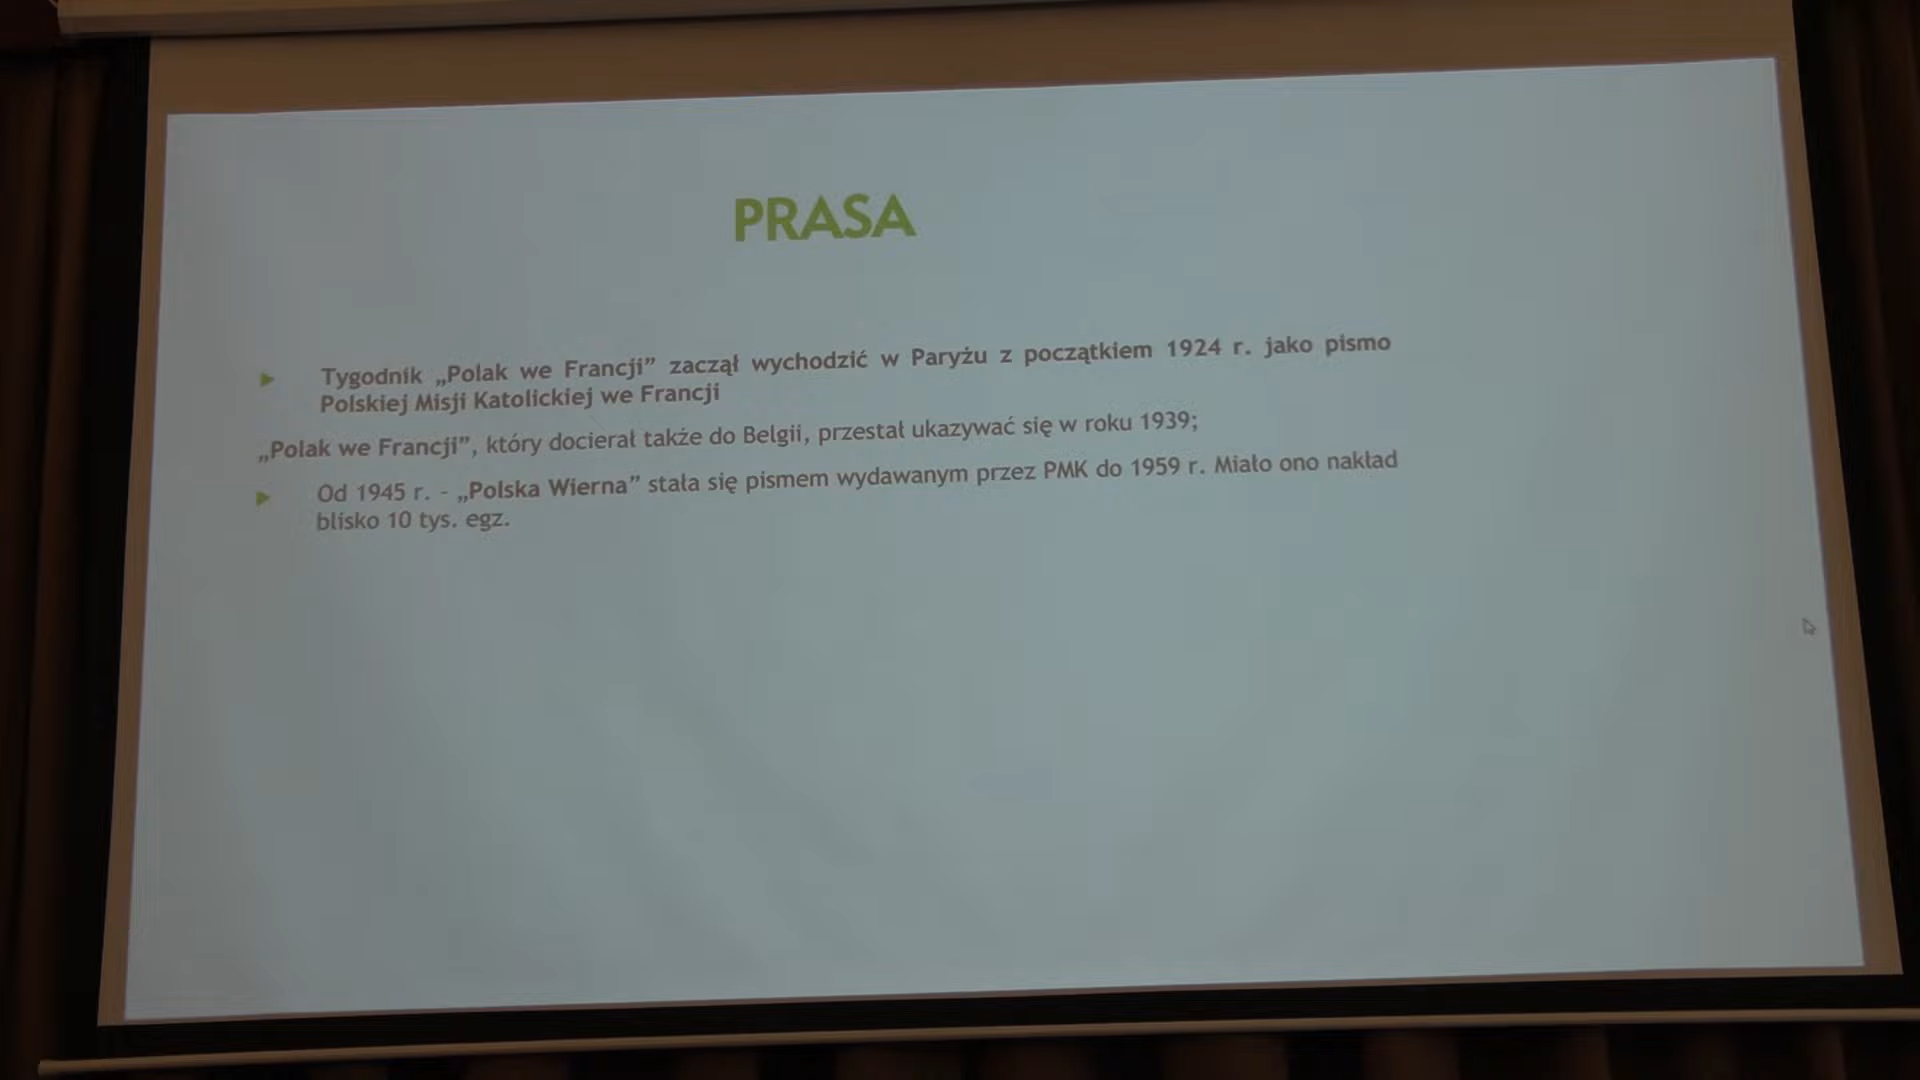 PRASA
Tygodnik „Polak we Francji” zaczął wychodzić w Paryżu z początkiem 1924 r. jako pismo
Polskiej Misji Katolickiej we Francji
„Polak we Francji”, który docierał także do Belgii, przestał ukazywać się w roku 1939;
Od 1945 r. - „Polska Wierna” stała się pismem wydawanym przez PMK do 1959 r. Miało ono nakład
blisko 10 tys. egz.